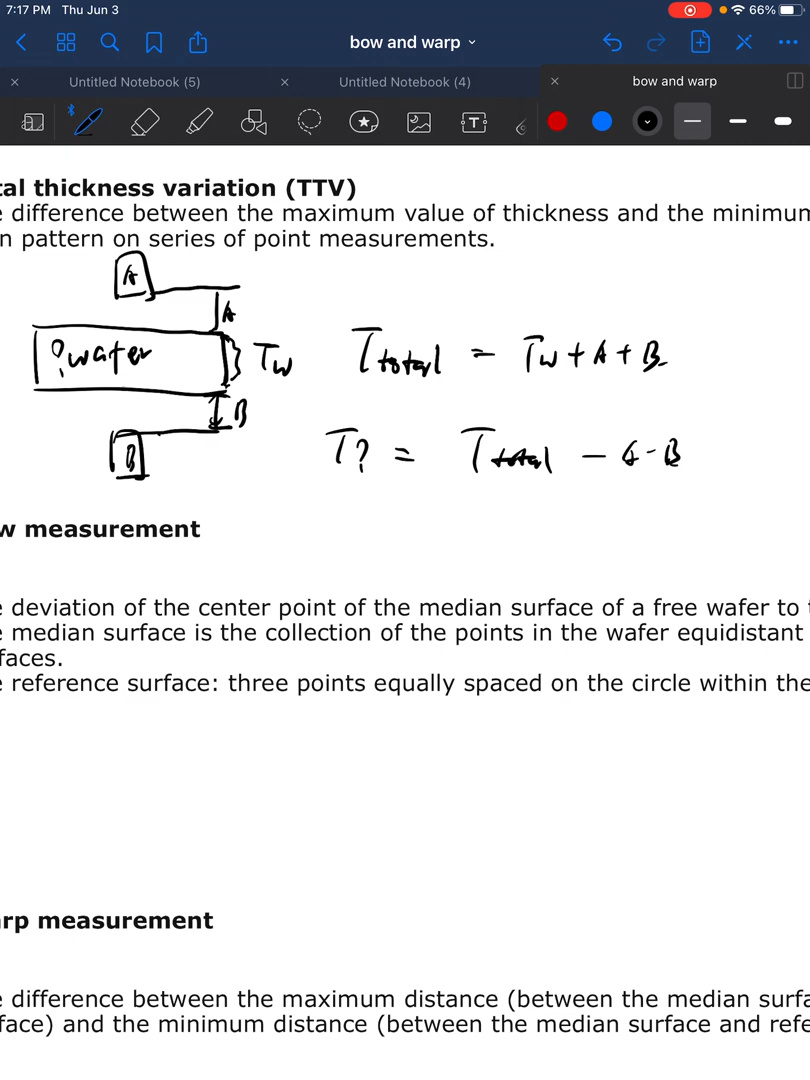 7:17 PM Thu Jun 3 66%
bow and warp
Untitled Notebook (5) Untitled Notebook (4) bow and warp
T
tal thickness variation (TTV)
e difference between the maximum value of thickness and the minimum
n pattern on series of point measurements.
A
A
wafer Tw Ttotal = Tw + A + B
B
B T? = Ttotal - A - B
w measurement
e deviation of the center point of the median surface of a free wafer to
e median surface is the collection of the points in the wafer equidistant
faces.
e reference surface: three points equally spaced on the circle within the
arp measurement
e difference between the maximum distance (between the median surfa
face) and the minimum distance (between the median surface and refe